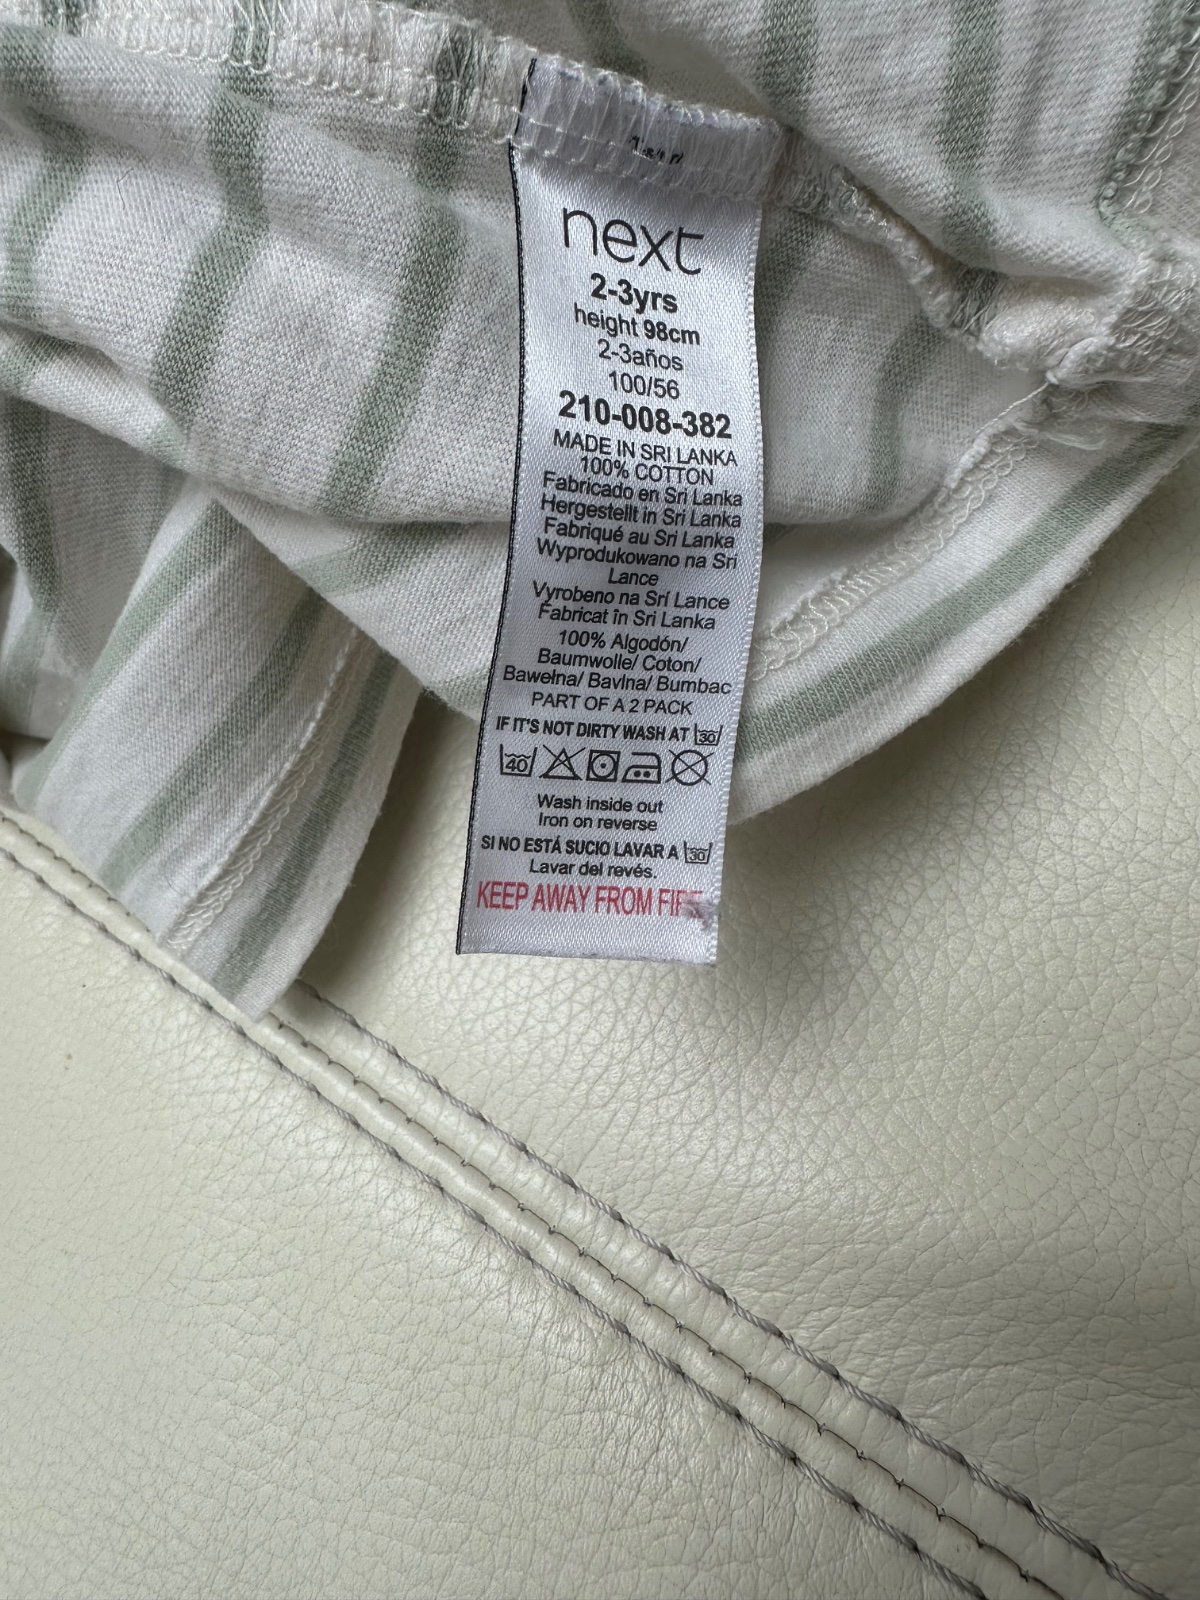 next
2-3yrs
height 98cm
2-3años
100/56
210-008-382
MADE IN SRI LANKA
100% COTTON
Fabricado en Sri Lanka
Hergestellt in Sri Lanka
Fabriqué au Sri Lanka
Wyprodukowano na Sri
Lance
Vyrobeno na Srí Lance
Fabricat în Sri Lanka
100% Algodón/
Baumwolle/ Coton/
Bawełna/ Bavlna/ Bumbac
PART OF A 2 PACK
IF IT'S NOT DIRTY WASH AT 30
40
Wash inside out
Iron on reverse
SI NO ESTÁ SUCIO LAVAR A 30
Lavar del revés.
KEEP AWAY FROM FIRE